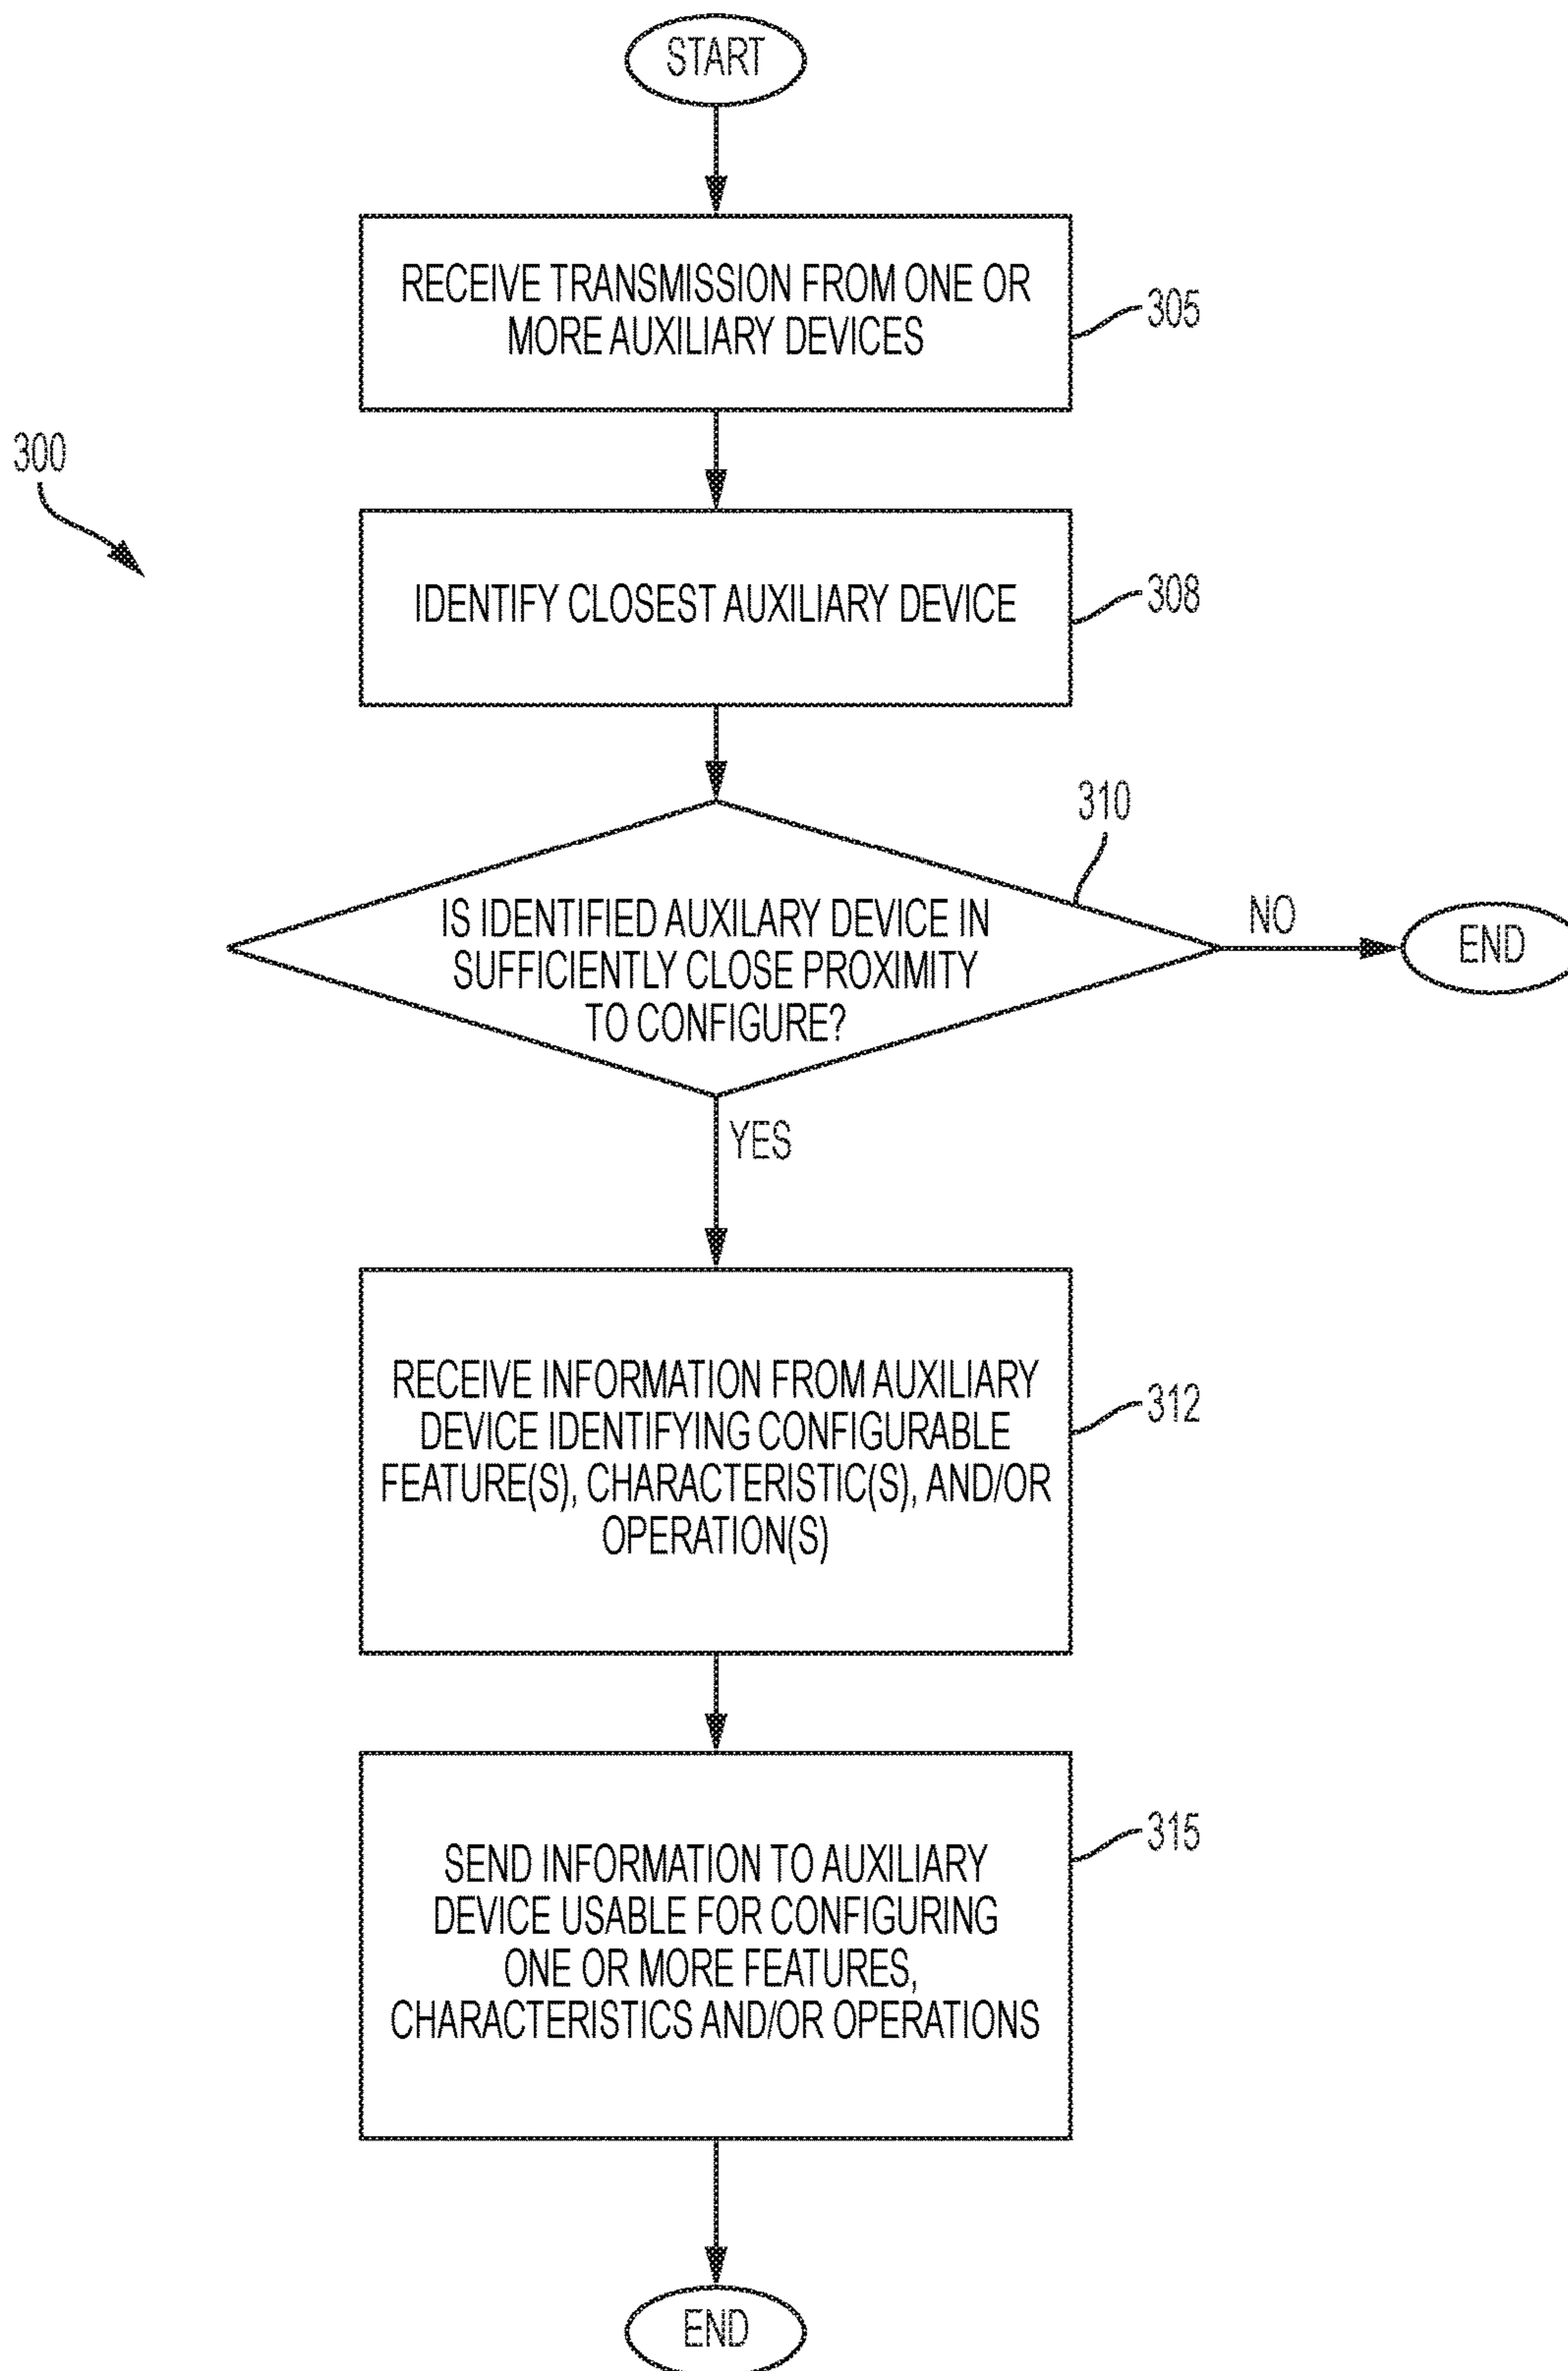 START
RECEIVE TRANSMISSION FROM ONE OR
MORE AUXILIARY DEVICES
305
300
IDENTIFY CLOSEST AUXILIARY DEVICE
308
310
IS IDENTIFIED AUXILARY DEVICE IN
SUFFICIENTLY CLOSE PROXIMITY
TO CONFIGURE?
NO
END
YES
RECEIVE INFORMATION FROM AUXILIARY
DEVICE IDENTIFYING CONFIGURABLE
FEATURE(S), CHARACTERISTIC(S), AND/OR
OPERATION(S)
312
SEND INFORMATION TO AUXILIARY
DEVICE USABLE FOR CONFIGURING
ONE OR MORE FEATURES,
CHARACTERISTICS AND/OR OPERATIONS
315
END